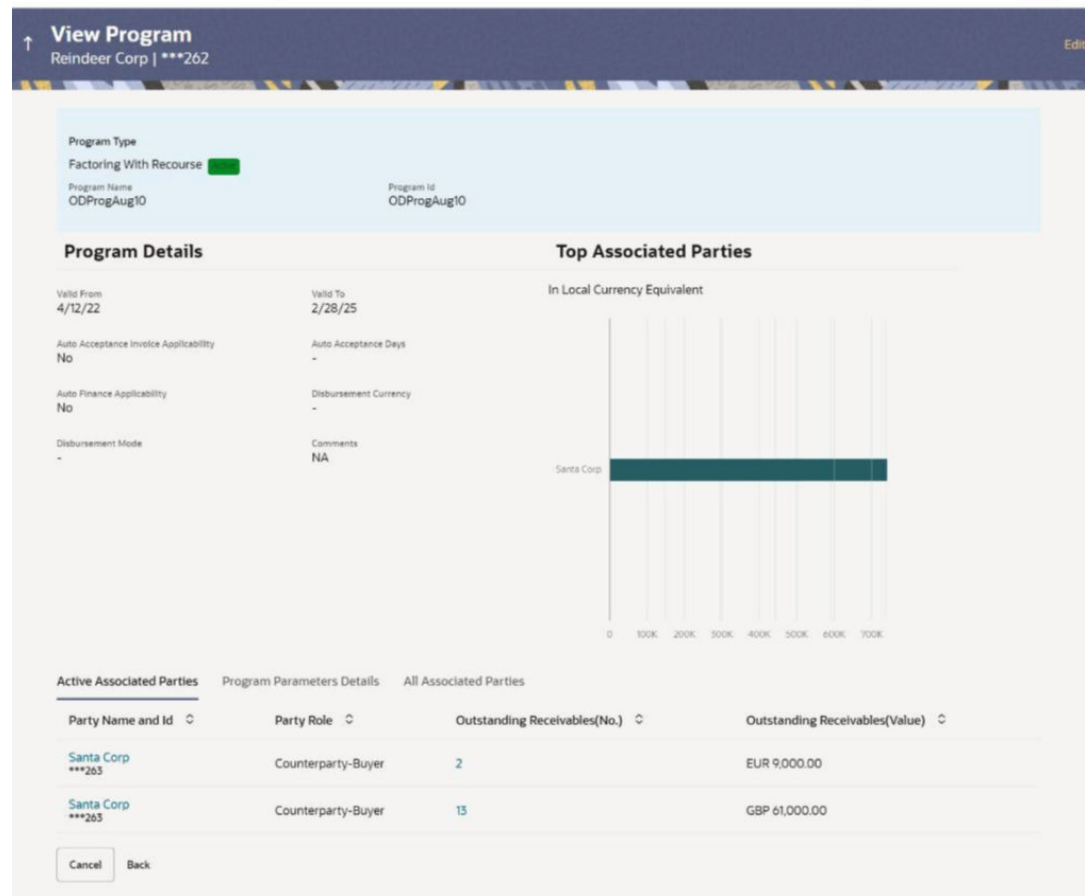 View Program
Reindeer Corp | ***262
Edit
Program Type
Factoring With Recourse
Program Name
Program Id
ODProgAug10
ODProgAug10
Program Details
Top Associated Parties
Valid From
Valid To
4/12/22
2/28/25
In Local Currency Equivalent
Auto Acceptance Invoice Applicability
Auto Acceptance Days
No
-
Auto Finance Applicability
Disbursement Currency
No
-
Disbursement Mode
Comments
-
NA
Santa Corp
0 100K 200K 300K 400K 500K 600K 700K
Active Associated Parties Program Parameters Details All Associated Parties
Party Name and Id Party Role Outstanding Receivables(No.) Outstanding Receivables(Value)
Santa Corp
***263 Counterparty-Buyer 2 EUR 9,000.00
Santa Corp
***263 Counterparty-Buyer 13 GBP 61,000.00
Cancel Back